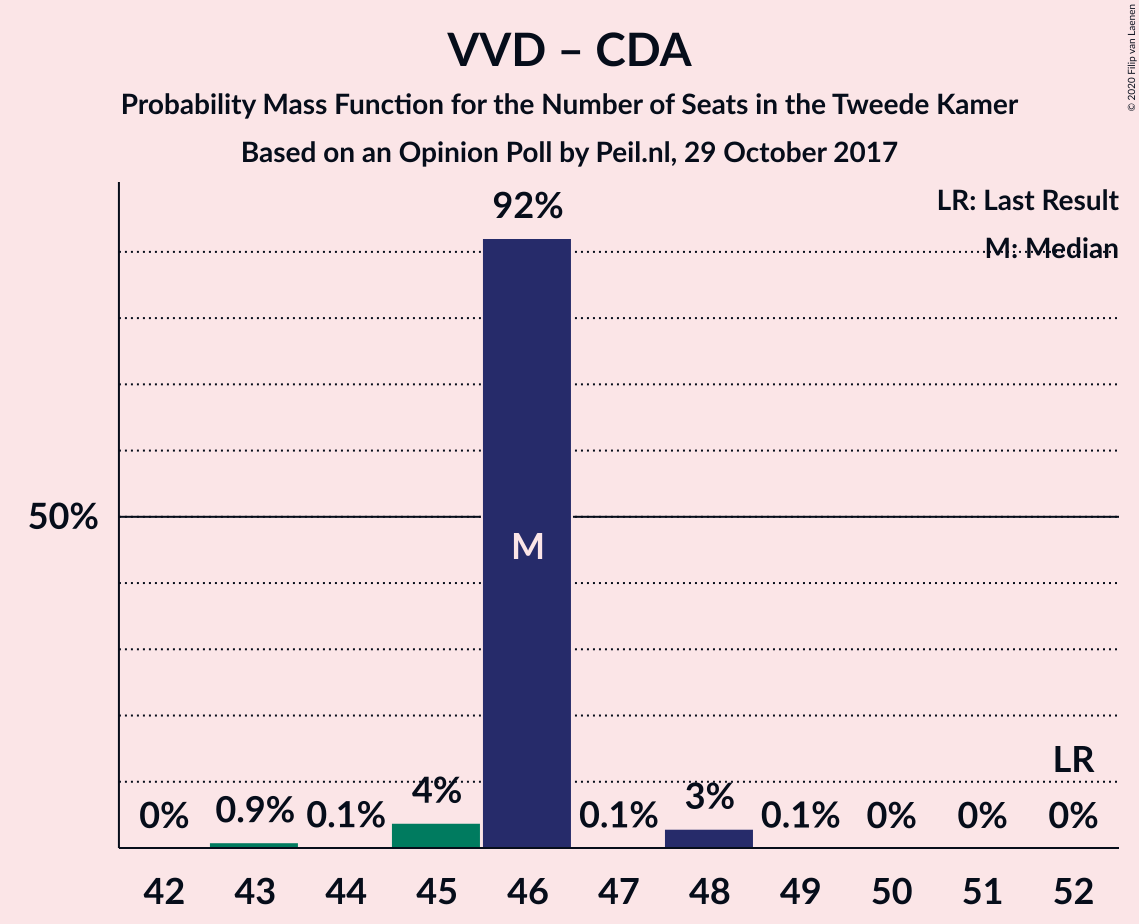 VVD – CDA
Probability Mass Function for the Number of Seats in the Tweede Kamer
Based on an Opinion Poll by Peil.nl, 29 October 2017
© 2020 Filip van Laenen
LR: Last Result
M: Median
92%
50%
M
LR
0% 0.9% 0.1% 4% 0.1% 3% 0.1% 0% 0% 0%
42 43 44 45 46 47 48 49 50 51 52